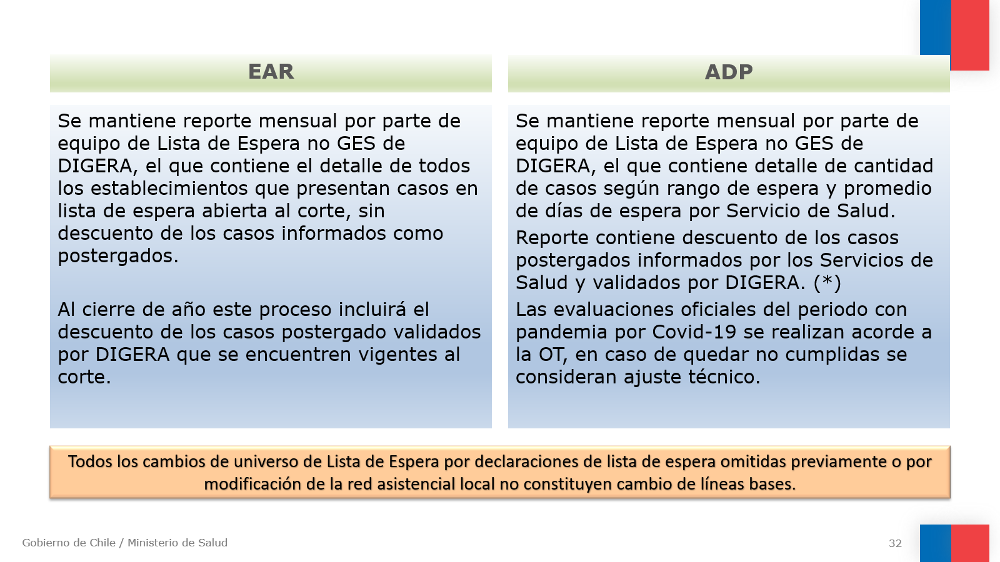 EAR
Se mantiene reporte mensual por parte de
equipo de Lista de Espera no GES de
DIGERA, el que contiene el detalle de todos
los establecimientos que presentan casos en
lista de espera abierta al corte, sin
descuento de los casos informados como
postergados.
Al cierre de año este proceso incluirá el
descuento de los casos postergado validados
por DIGERA que se encuentren vigentes al
corte.
ADP
Se mantiene reporte mensual por parte de
equipo de Lista de Espera no GES de
DIGERA, el que contiene detalle de cantidad
de casos según rango de espera y promedio
de días de espera por Servicio de Salud.
Reporte contiene descuento de los casos
postergados informados por los Servicios de
Salud y validados por DIGERA. (*)
Las evaluaciones oficiales del periodo con
pandemia por Covid-19 se realizan acorde a
la OT, en caso de quedar no cumplidas se
consideran ajuste técnico.
Todos los cambios de universo de Lista de Espera por declaraciones de lista de espera omitidas previamente o por
modificación de la red asistencial local no constituyen cambio de líneas bases.
Gobierno de Chile / Ministerio de Salud
32